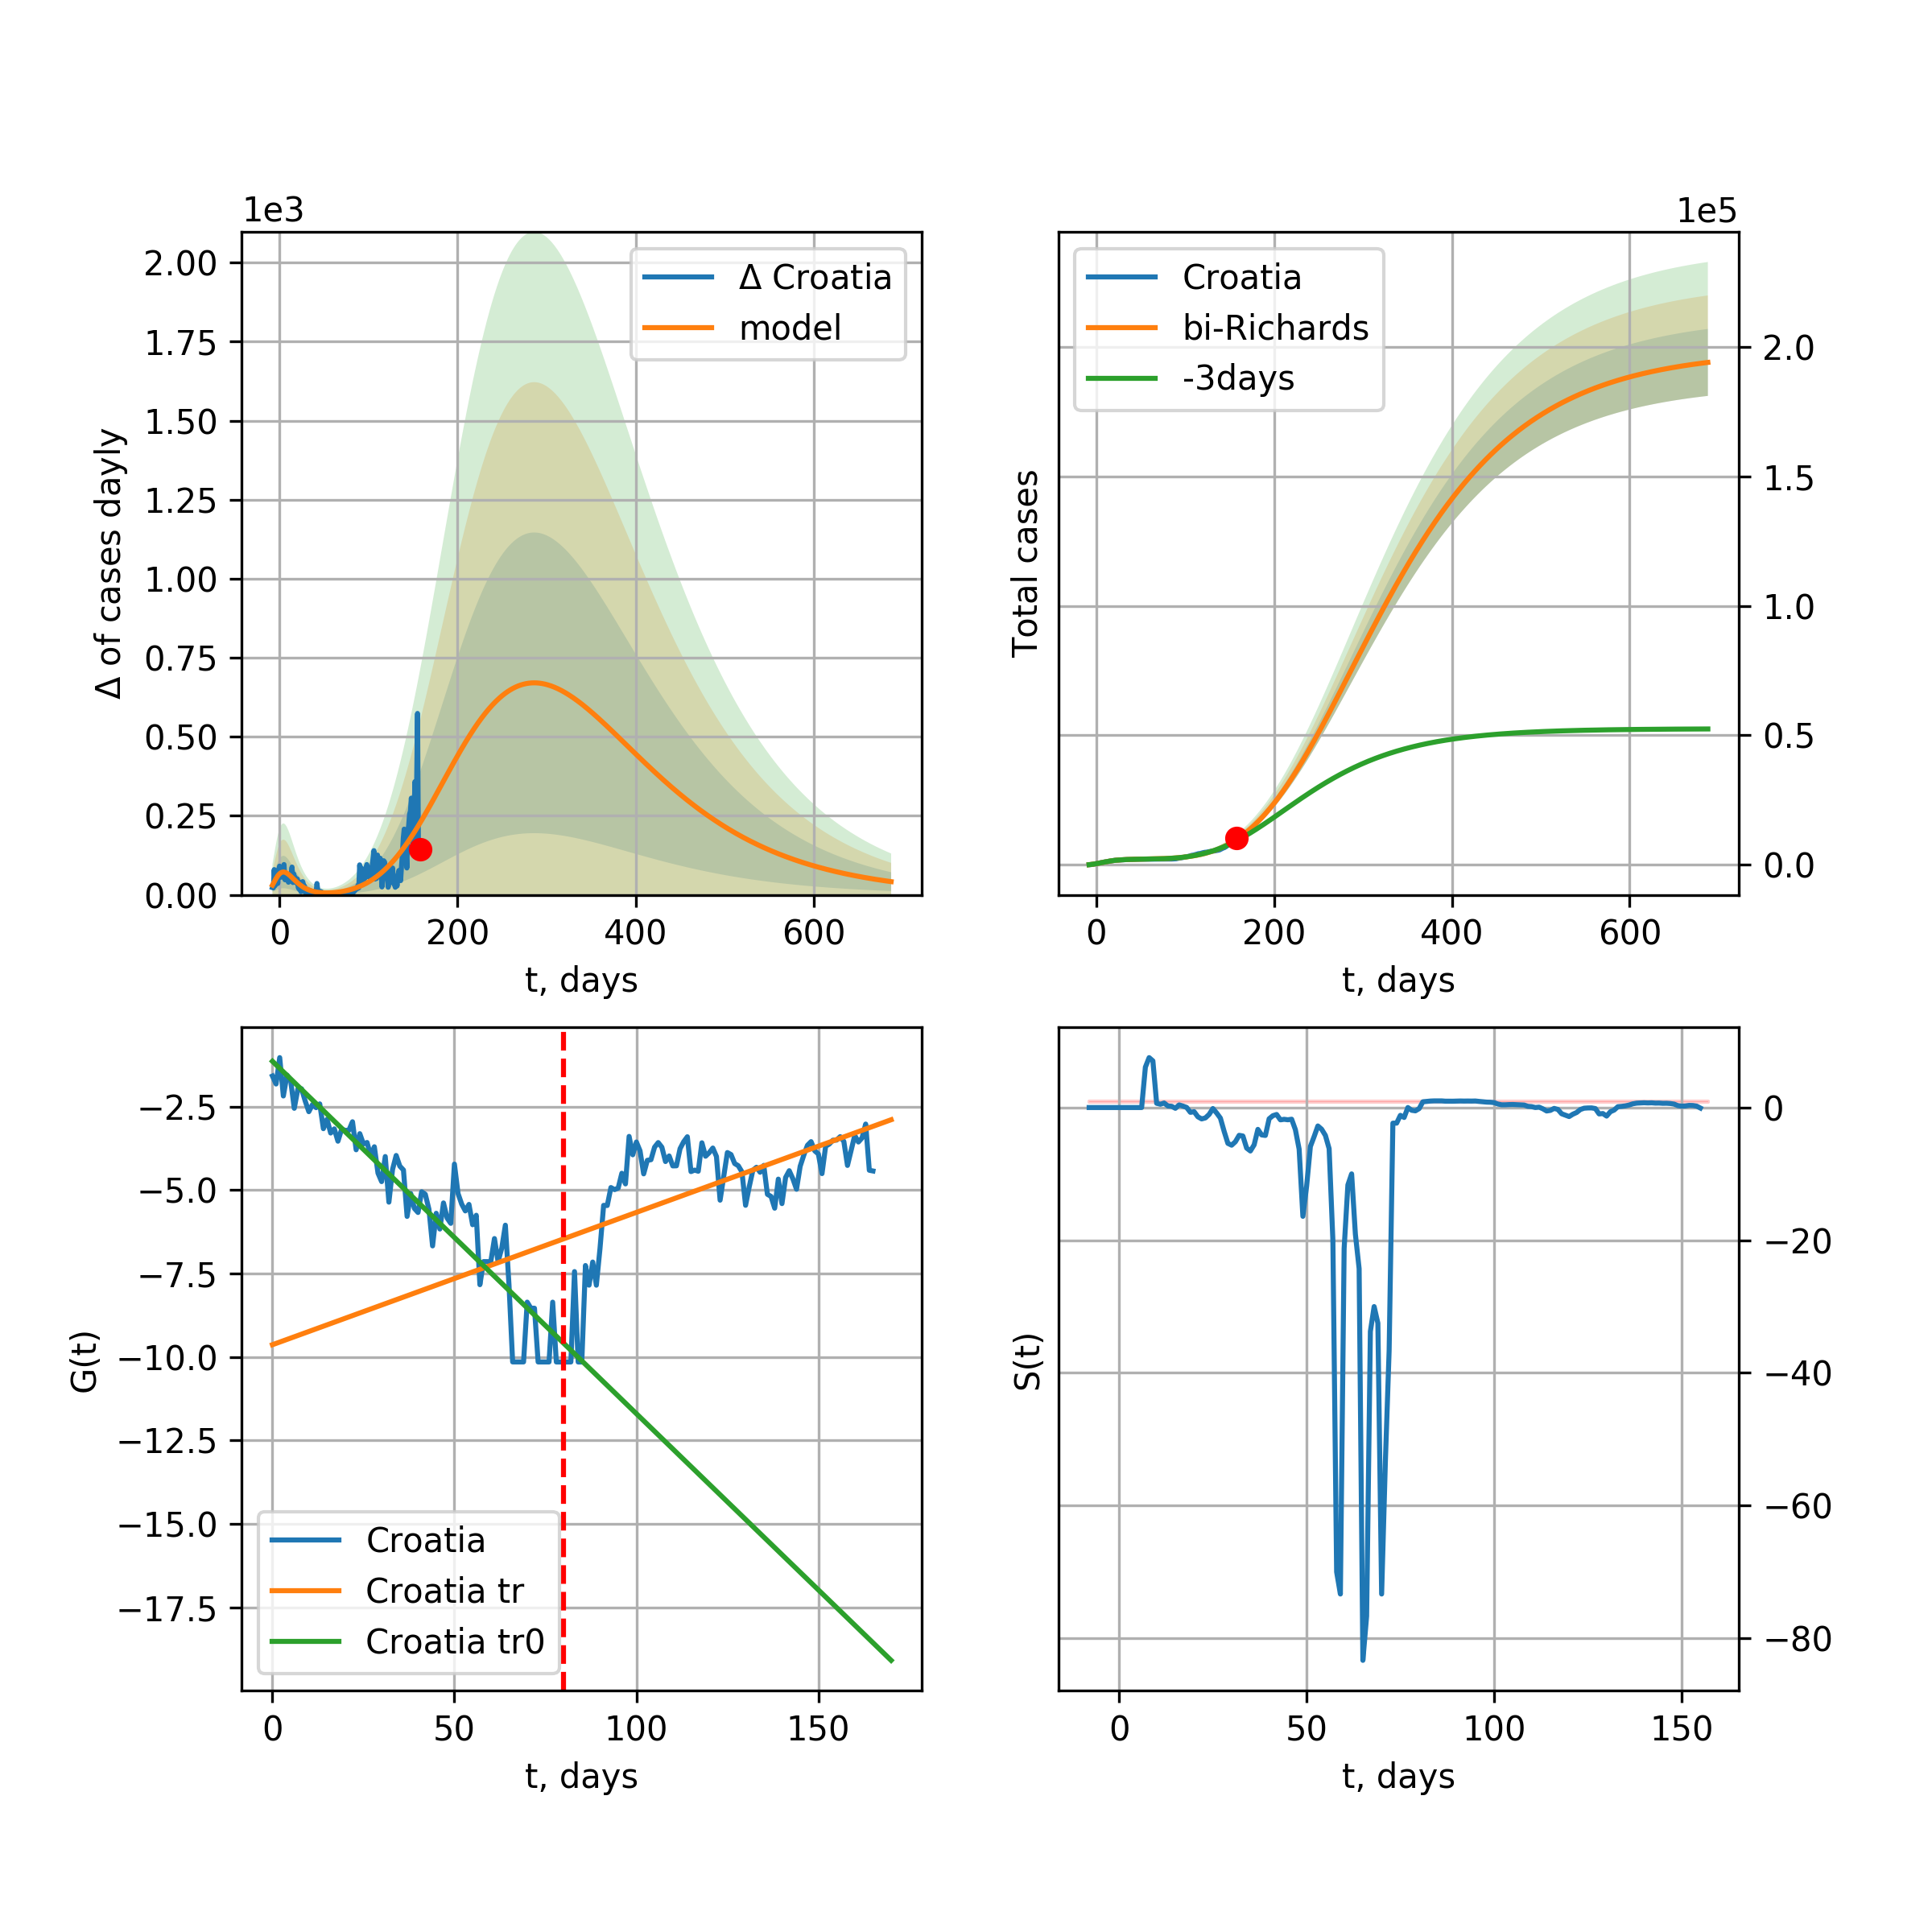 1e3
2.00
1.75
1.50
1.25
1.00
0.75
0.50
0.25
0.00
Δ of cases dayly
Δ Croatia
model
0 200 400 600
t, days
1e5
Croatia
bi-Richards
-3days
Total cases
2.0
1.5
1.0
0.5
0.0
0 200 400 600
t, days
−2.5
−5.0
−7.5
−10.0
−12.5
−15.0
−17.5
G(t)
Croatia
Croatia tr
Croatia tr0
0 50 100 150
t, days
S(t)
0
−20
−40
−60
−80
0 50 100 150
t, days